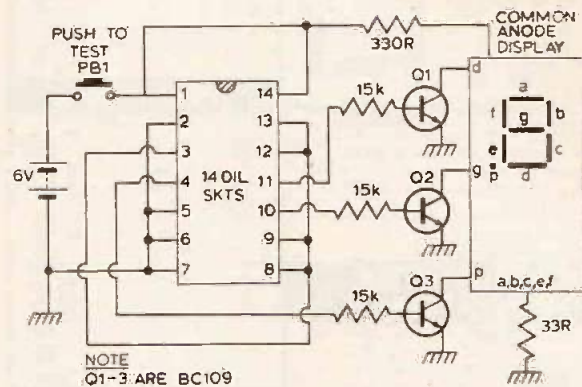 COMMON
ANODE
DISPLAY
PUSH TO
TEST
PB1
330R
Q1
d
15k
a
f
g
b
e
c
p
d
1
2
3
4
5
6
7
14 DIL
SKTS
14
13
12
11
10
9
8
6V
15k
Q2
g
15k
Q3
p
a,b,c,e,f
33R
NOTE
Q1-3 ARE BC109